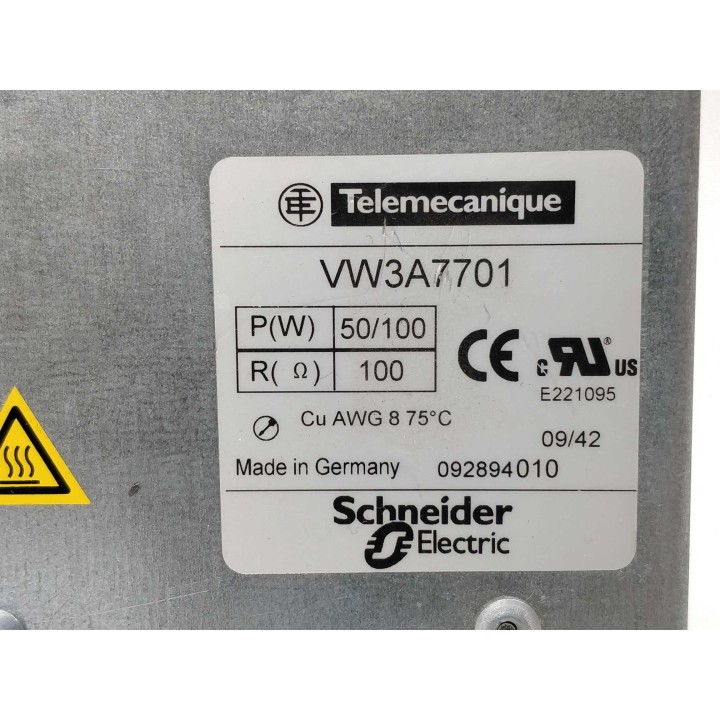 Telemecanique
VW3A7701
P(W) 50/100
R( Ω ) 100
CE c RU ® US
E221095
Cu AWG 8 75°C
09/42
Made in Germany 092894010
Schneider
Electric